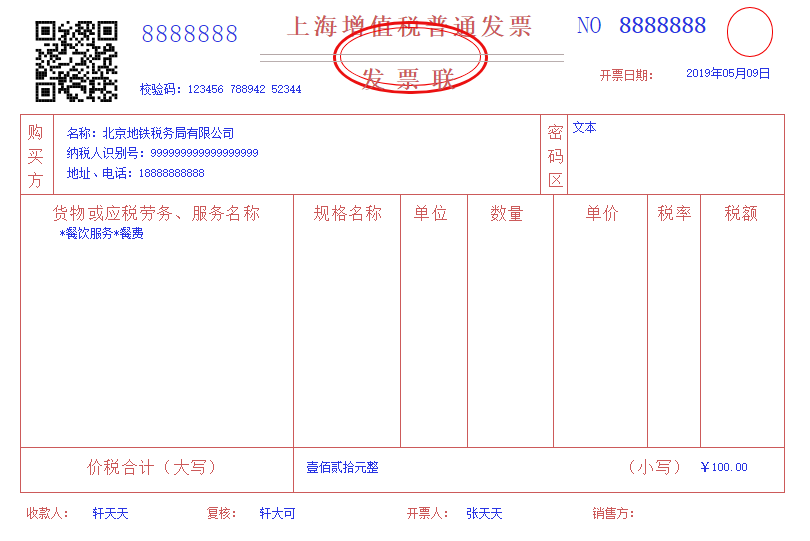 8888888
上海增值税普通发票
NO 8888888
发票联
校验码: 123456 788942 52344
开票日期:
2019年05月09日
购买方
名称: 北京地铁税务局有限公司
纳税人识别号: 999999999999999999
地址、电话: 18888888888
密码区
文本
货物或应税劳务、服务名称 规格名称 单位 数量 单价 税率 税额
*餐饮服务*餐费
价税合计（大写） 壹佰贰拾元整 （小写） ￥100.00
收款人: 轩天天 复核: 轩大可 开票人: 张天天 销售方: